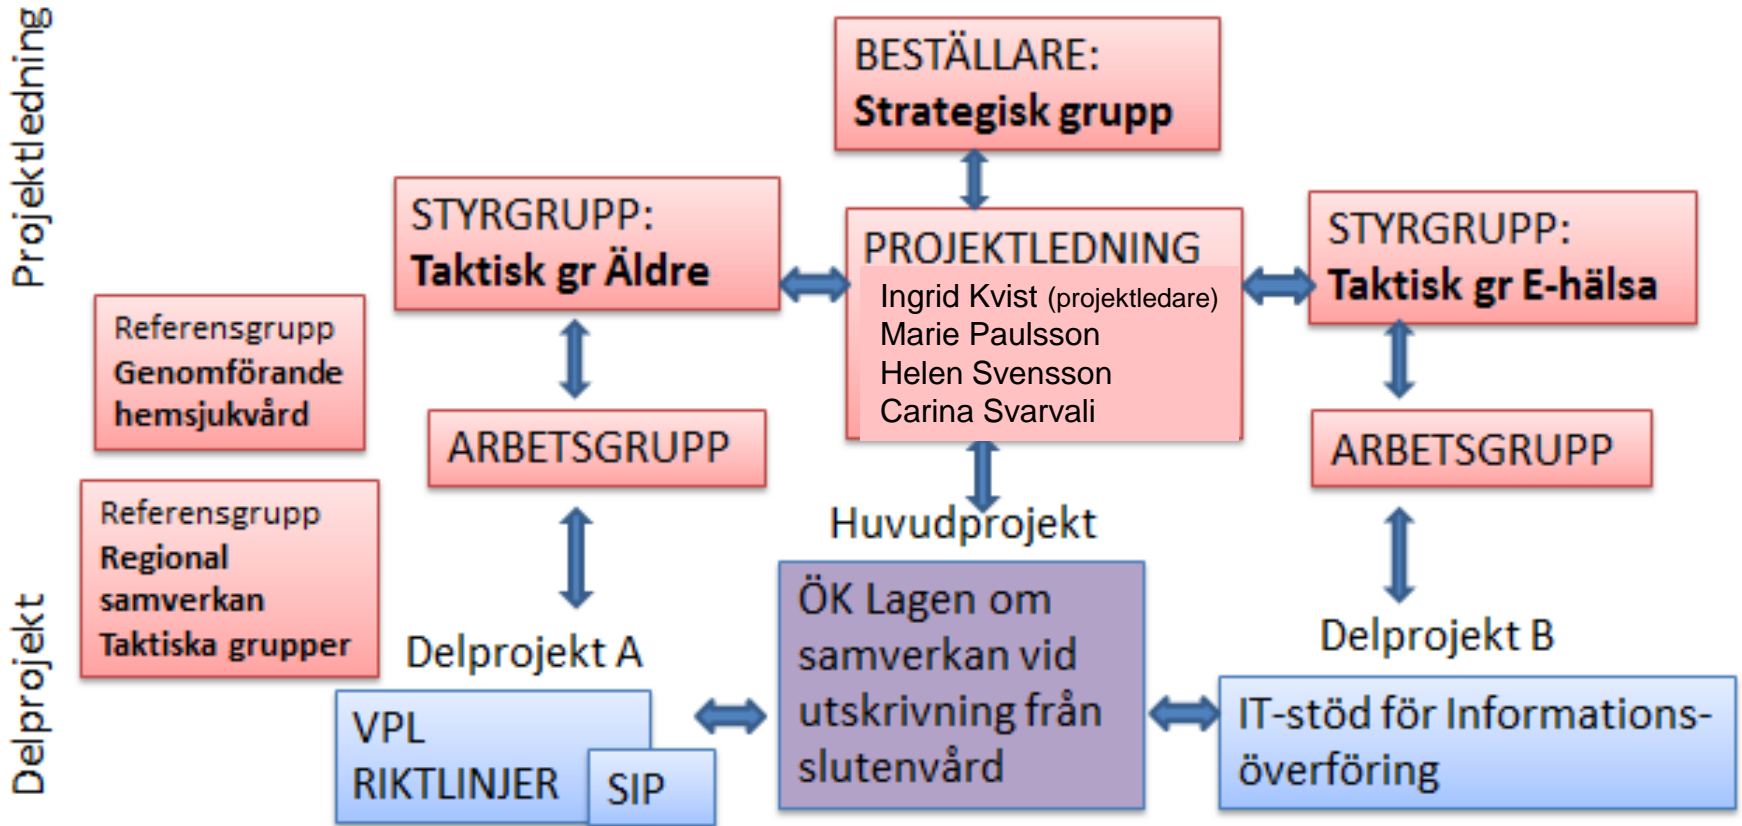 Projektledning
BESTÄLLARE:
Strategisk grupp
STYRGRUPP:
Taktisk gr Äldre
PROJEKTLEDNING
Ingrid Kvist (projektledare)
Marie Paulsson
Helen Svensson
Carina Svarvali
STYRGRUPP:
Taktisk gr E-hälsa
Referensgrupp
Genomförande
hemsjukvård
ARBETSGRUPP
ARBETSGRUPP
Referensgrupp
Regional
samverkan
Taktiska grupper
Huvudprojekt
Delprojekt
Delprojekt A
VPL
RIKTLINJER
SIP
ÖK Lagen om
samverkan vid
utskrivning från
slutenvård
Delprojekt B
IT-stöd för Informations-
överföring